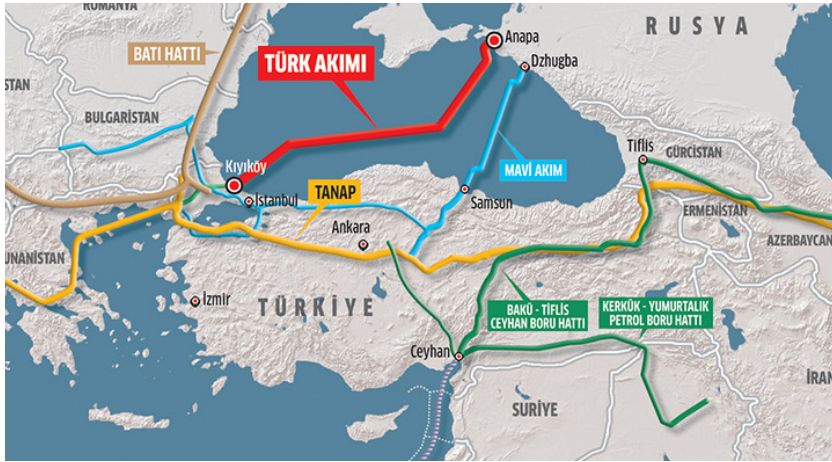 ROMANYA
RUSYA
BATI HATTI
Anapa
TÜRK AKIMI
Dzhugba
STAN
BULGARİSTAN
Tiflis
GÜRCİSTAN
Kıyıköy
MAVİ AKIM
İstanbul
TANAP
Samsun
ERMENİSTAN
Ankara
AZERBAYCAN
UNANİSTAN
İzmir
TÜRKİYE
BAKÜ - TİFLİS
CEYHAN BORU HATTI
KERKÜK - YUMURTALIK
PETROL BORU HATTI
Ceyhan
İRAN
SURİYE